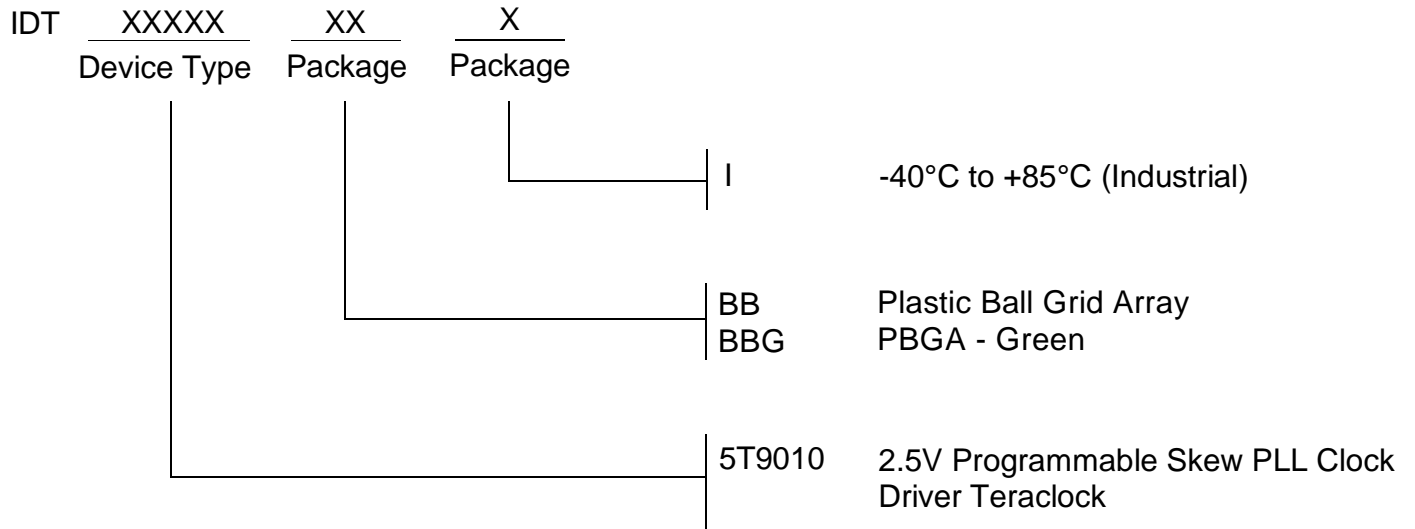 IDT XXXXX XX X
Device Type Package Package
I -40°C to +85°C (Industrial)
BB Plastic Ball Grid Array
BBG PBGA - Green
5T9010 2.5V Programmable Skew PLL Clock
Driver Teraclock